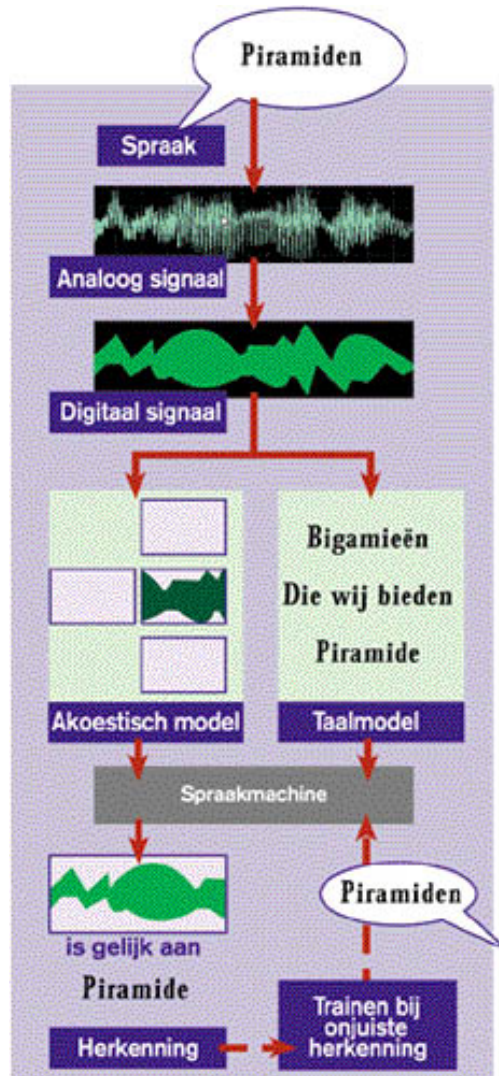 Piramiden
Spraak
Analoog signaal
Digitaal signaal
Bigamieën
Die wij bieden
Piramide
Akoestisch model
Taalmodel
Spraakmachine
is gelijk aan
Piramide
Herkenning
Piramiden
Trainen bij
onjuiste
herkenning